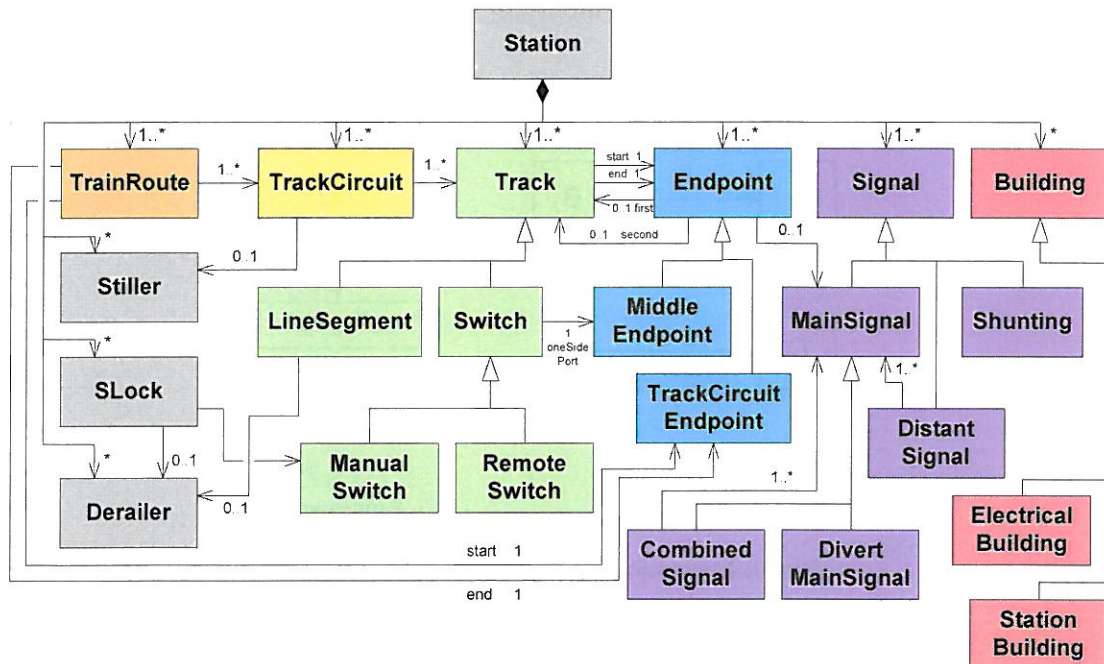 Station
1..*
1..*
1..*
1..*
1..*
*
TrainRoute
1..*
TrackCircuit
1..*
Track
start 1
end 1
0..1 first
0..1 second
Endpoint
Signal
Building
*
0..1
0..1
Stiller
LineSegment
Switch
1
oneSide
Port
Middle
Endpoint
MainSignal
Shunting
*
SLock
1..*
TrackCircuit
Endpoint
Distant
Signal
0..1
*
Manual
Switch
Remote
Switch
Derailer
0..1
1..*
Electrical
Building
start 1
end 1
Combined
Signal
Divert
MainSignal
Station
Building